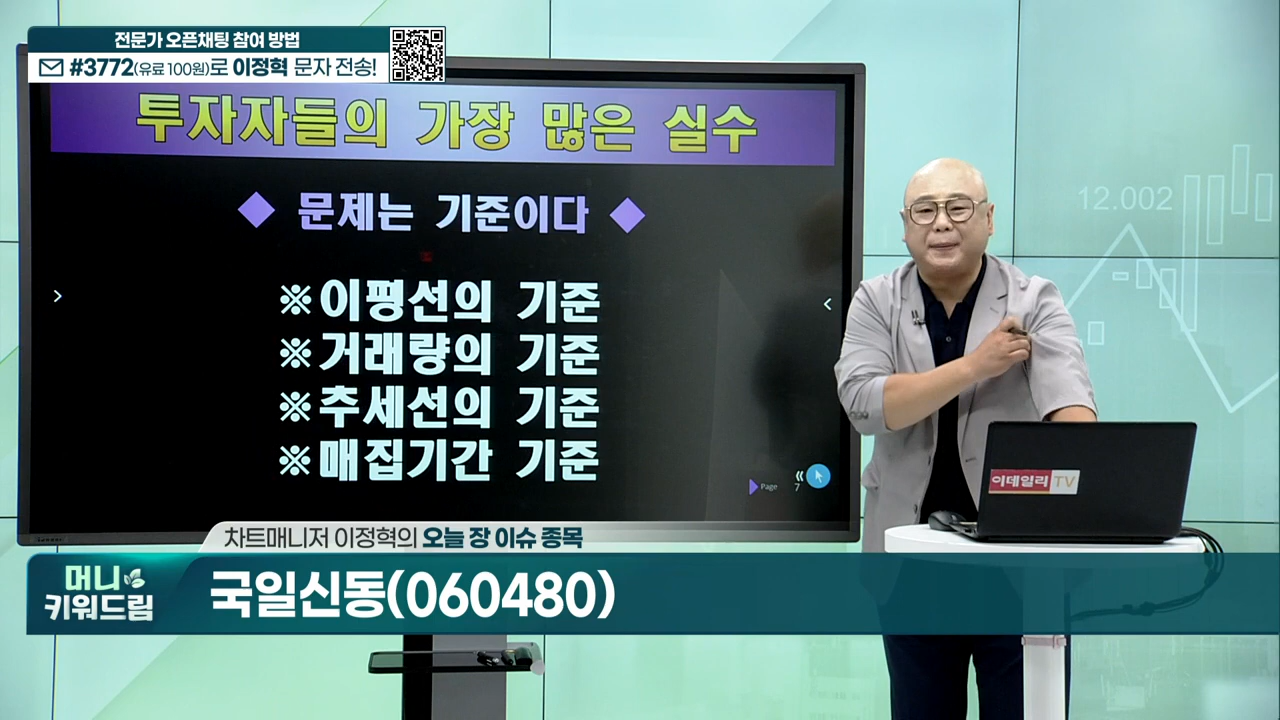 전문가 오픈채팅 참여 방법
#3772(유료 100원)로 이정혁 문자 전송!
투자자들의 가장 많은 실수
◆ 문제는 기준이다 ◆
※이평선의 기준
※거래량의 기준
※추세선의 기준
※매집기간 기준
Page 7
12.002
이데일리TV
차트매니저 이정혁의 오늘 장 이슈 종목
머니
키워드림
국일신동(060480)